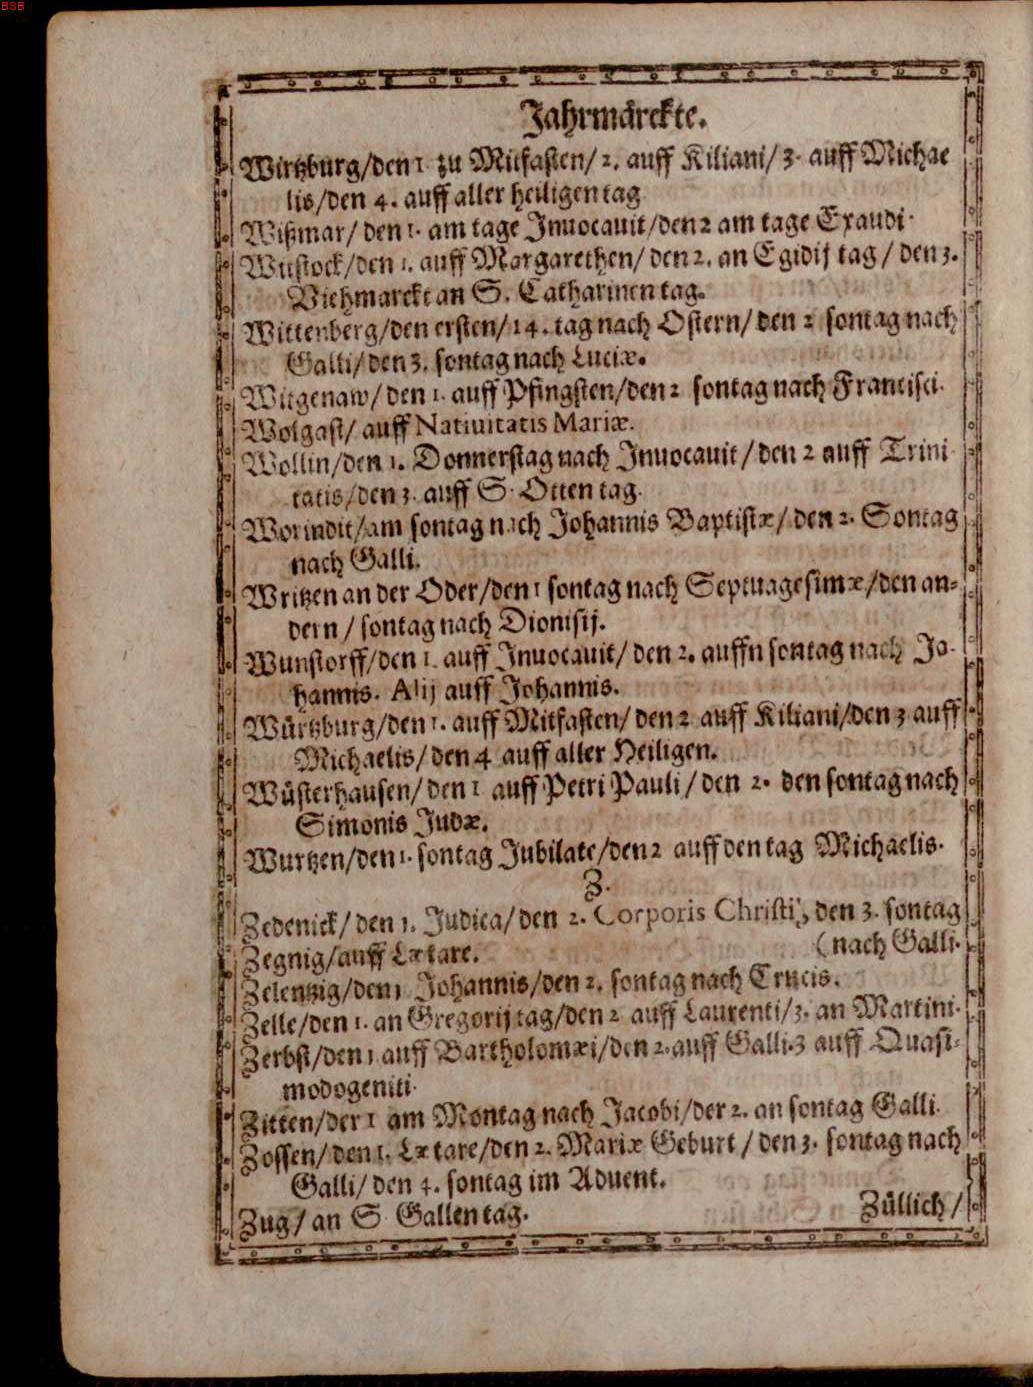 BSB
Jahrmärckte.
Wirtzburg/den 1. zu Mitfasten/ 2. auff Kiliani/ 3. auff Michae
lis/den 4. auff aller heiligen tag
Wißmar/ den 1. am tage Inuocauit/den 2 am tage Exaudi.
Witstock/den 1. auff Margarethen/ den 2. an Egidij tag / den 3.
Viehmarckt an S. Catharinen tag.
Wittenberg/den ersten/14. tag nach Ostern/ den 2 sontag nach
Galli/den 3. sontag nach Luciæ.
Witgenaw/ den 1. auff Pfingsten/den 2 sontag nach Francisci.
Wolgast/ auff Natiuitatis Mariæ.
Wollin/den 1. Donnerstag nach Inuocauit / den 2 auff Trini
tatis/den 3. auff S. Otten tag.
Worindit/am sontag nach Johannis Baptistæ/ den 2. Sontag
nach Galli.
Writzen an der Oder/den 1 sontag nach Septuagesimæ/den an-
dern / sontag nach Dionisij.
Wunstorff/den 1. auff Inuocauit/ den 2. auffn sontag nach Jo-
hannis. Alij auff Johannis.
Würtzburg/den 1. auff Mitfasten/ den 2 auff Kiliani/den 3 auff
Michaelis/ den 4 auff aller Heiligen.
Wüsterhausen/ den 1 auff Petri Pauli / den 2. den sontag nach
Simonis Judæ.
Wurtzen/den 1. sontag Jubilate/den 2 auff den tag Michaelis.
Z.
Zedenick/ den 1. Judica/ den 2. Corporis Christi, den 3. sontag
(nach Galli.
Zegnig/auff Lætare.
Zelentzig/den 1 Johannis/den 2. sontag nach Crucis.
Zelle/den 1. an Gregorij tag/den 2 auff Laurenti/3. an Martini.
Zerbst/den 1 auff Bartholomæi/den 2. auff Galli. 3 auff Quasi-
modogeniti.
Zitten/der 1 am Montag nach Jacobi/der 2. an sontag Galli.
Zossen/ den 1. Lætare/den 2. Mariæ Geburt / den 3. sontag nach
Galli/ den 4. sontag im Aduent.
Zug/ an S Gallen tag.
Züllich /